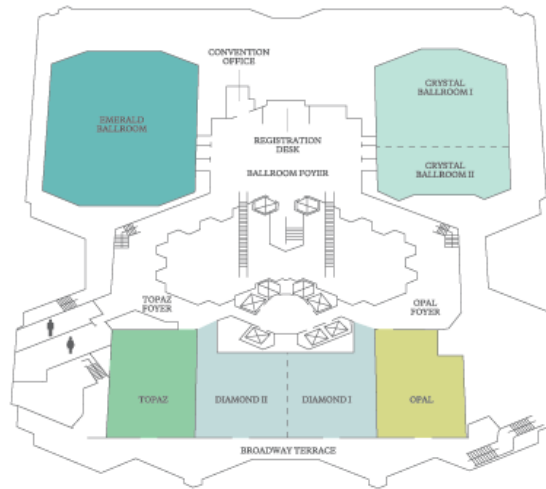 CONVENTION
OFFICE
CRYSTAL
BALLROOM I
EMERALD
BALLROOM
REGISTRATION
DESK
CRYSTAL
BALLROOM II
BALLROOM FOYER
TOPAZ
FOYER
OPAL
FOYER
TOPAZ
DIAMOND II
DIAMOND I
OPAL
BROADWAY TERRACE